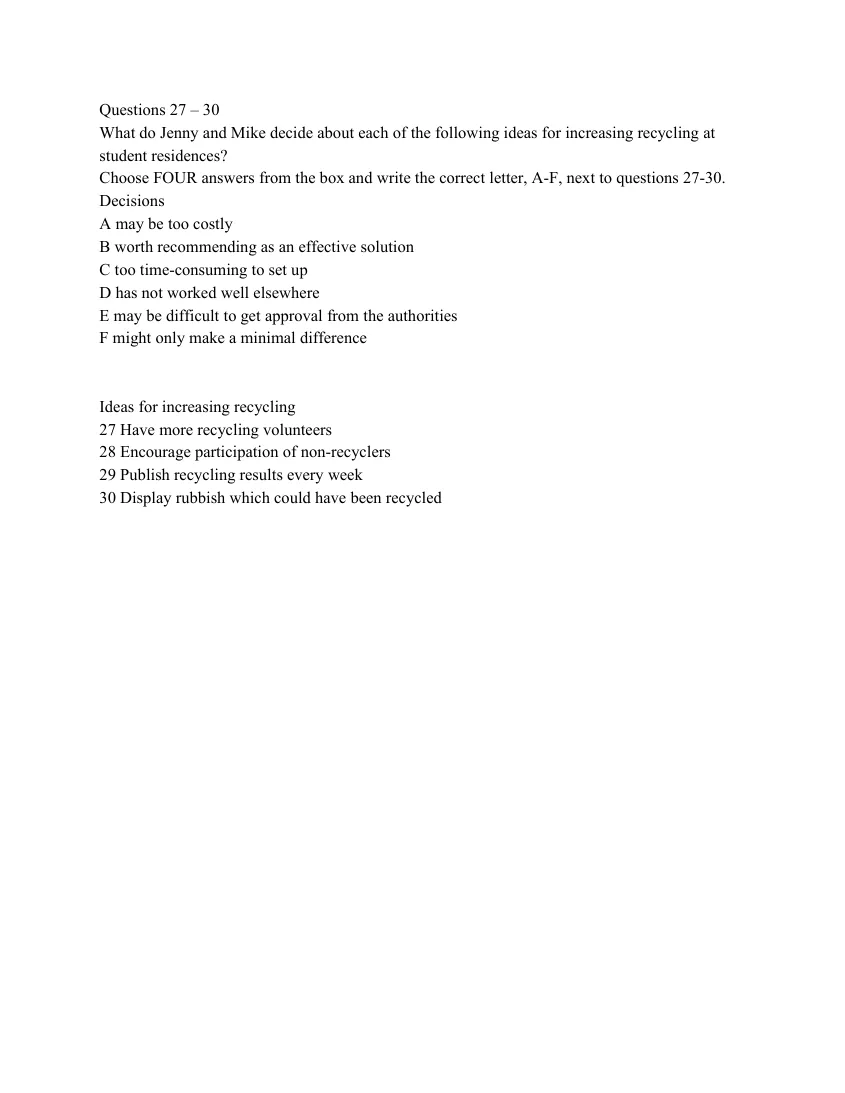 Questions 27 – 30
What do Jenny and Mike decide about each of the following ideas for increasing recycling at
student residences?
Choose FOUR answers from the box and write the correct letter, A-F, next to questions 27-30.
Decisions
A may be too costly
B worth recommending as an effective solution
C too time-consuming to set up
D has not worked well elsewhere
E may be difficult to get approval from the authorities
F might only make a minimal difference
Ideas for increasing recycling
27 Have more recycling volunteers
28 Encourage participation of non-recyclers
29 Publish recycling results every week
30 Display rubbish which could have been recycled